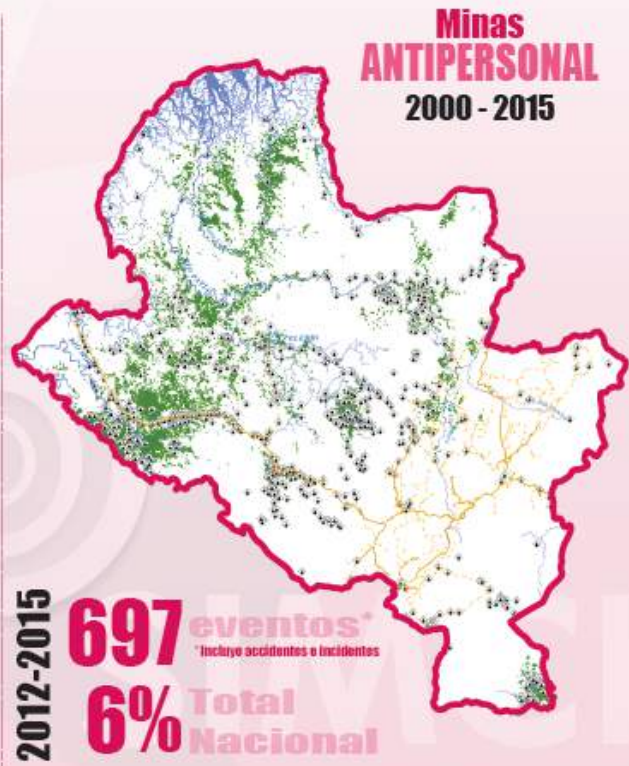 Minas
ANTIPERSONAL
2000 - 2015
2012-2015
697 eventos*
*Incluye accidentes e incidentes
6% Total
Nacional